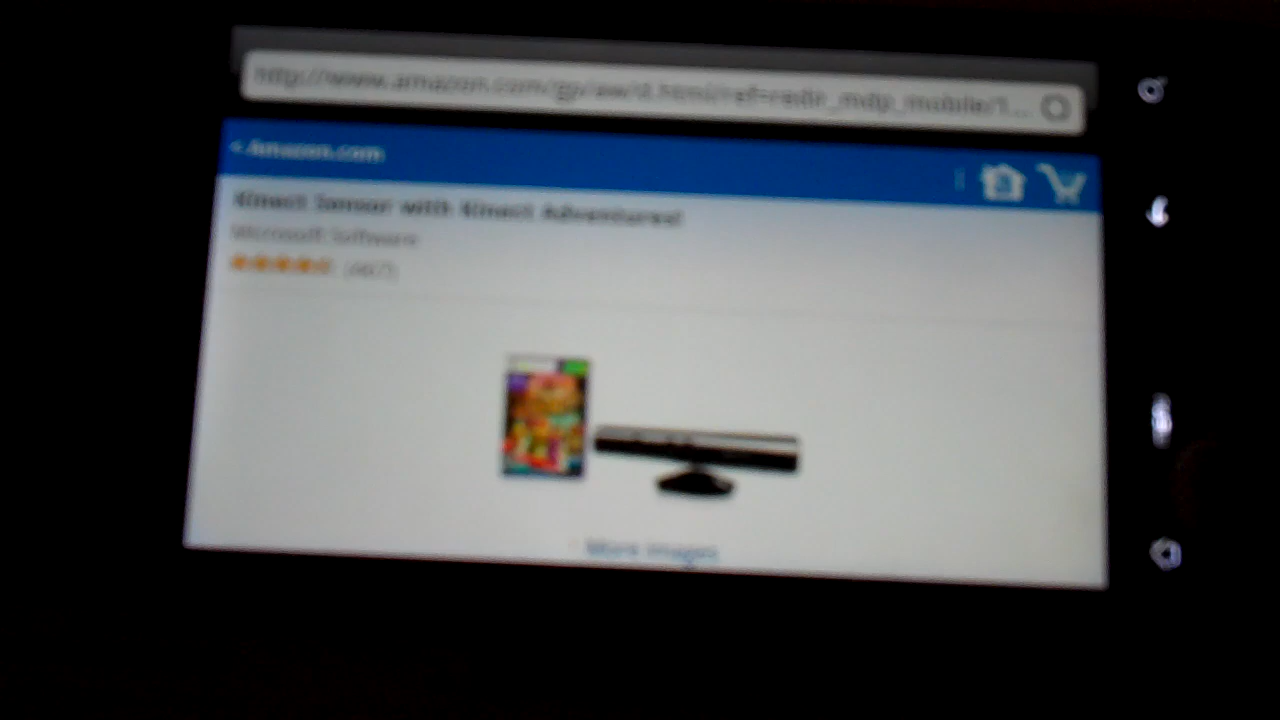 http://www.amazon.com/gp/aw/d.html/ref=redir_mdp_mobile/1...
< Amazon.com
Kinect Sensor with Kinect Adventures!
Microsoft Software
(467)
More Images